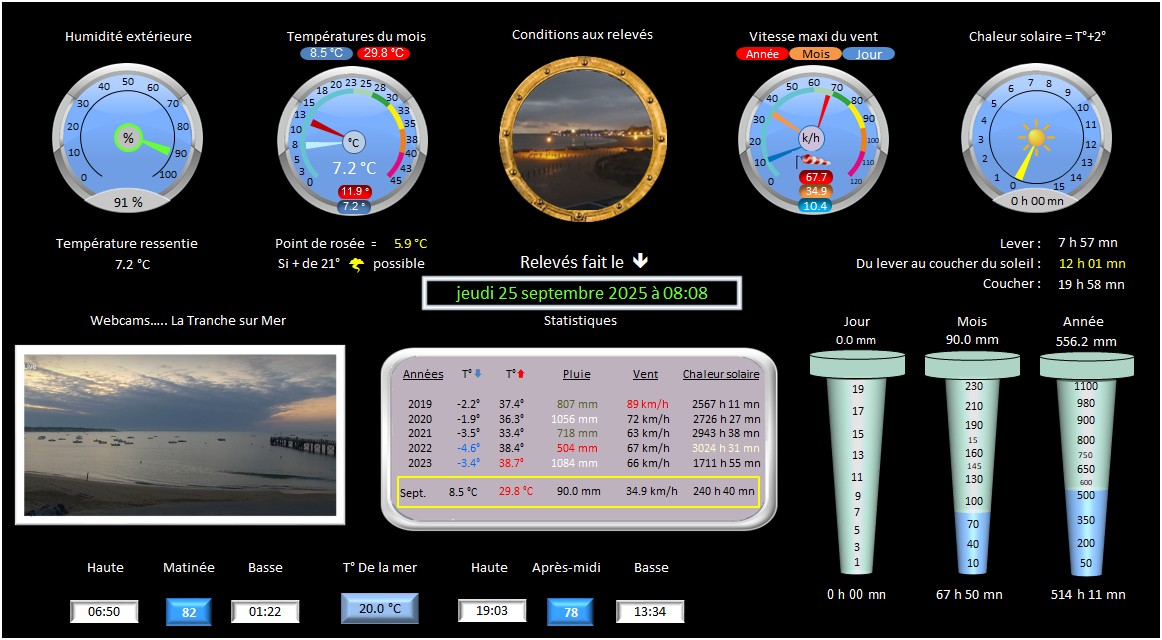 Humidité extérieure
0 10 20 30 40 50 60 70 80 90 100
%
91 %
Températures du mois
8.5 °C 29.8 °C
0 3 5 8 10 13 15 18 20 23 25 28 30 33 35 38 40 43 45
°C
7.2 °C
11.9 °
7.2 °
Conditions aux relevés
Vitesse maxi du vent
Année Mois Jour
0 10 20 30 40 50 60 70 80 90 100 110 120
k/h
67.7
34.9
10.4
Chaleur solaire = T°+2°
0 1 2 3 4 5 6 7 8 9 10 11 12 13 14 15
0 h 00 mn
Température ressentie
7.2 °C
Point de rosée = 5.9 °C
Si + de 21° possible
Relevés fait le
jeudi 25 septembre 2025 à 08:08
Lever : 7 h 57 mn
Du lever au coucher du soleil : 12 h 01 mn
Coucher : 19 h 58 mn
Webcams..... La Tranche sur Mer
Live
Statistiques
Années T° T° Pluie Vent Chaleur solaire
2019 -2.2° 37.4° 807 mm 89 km/h 2567 h 11 mn
2020 -1.9° 36.3° 1056 mm 72 km/h 2726 h 27 mn
2021 -3.5° 33.4° 718 mm 63 km/h 2943 h 38 mn
2022 -4.6° 38.4° 504 mm 67 km/h 3024 h 31 mn
2023 -3.4° 38.7° 1084 mm 66 km/h 1711 h 55 mn
Sept. 8.5 °C 29.8 °C 90.0 mm 34.9 km/h 240 h 40 mn
Jour
0.0 mm
19
17
15
13
11
9
7
5
3
1
0 h 00 mn
Mois
90.0 mm
230
210
190
15
160
145
130
100
70
40
10
67 h 50 mn
Année
556.2 mm
1100
980
900
800
750
650
600
500
350
200
50
514 h 11 mn
Haute Matinée Basse T° De la mer Haute Après-midi Basse
06:50 82 01:22 20.0 °C 19:03 78 13:34